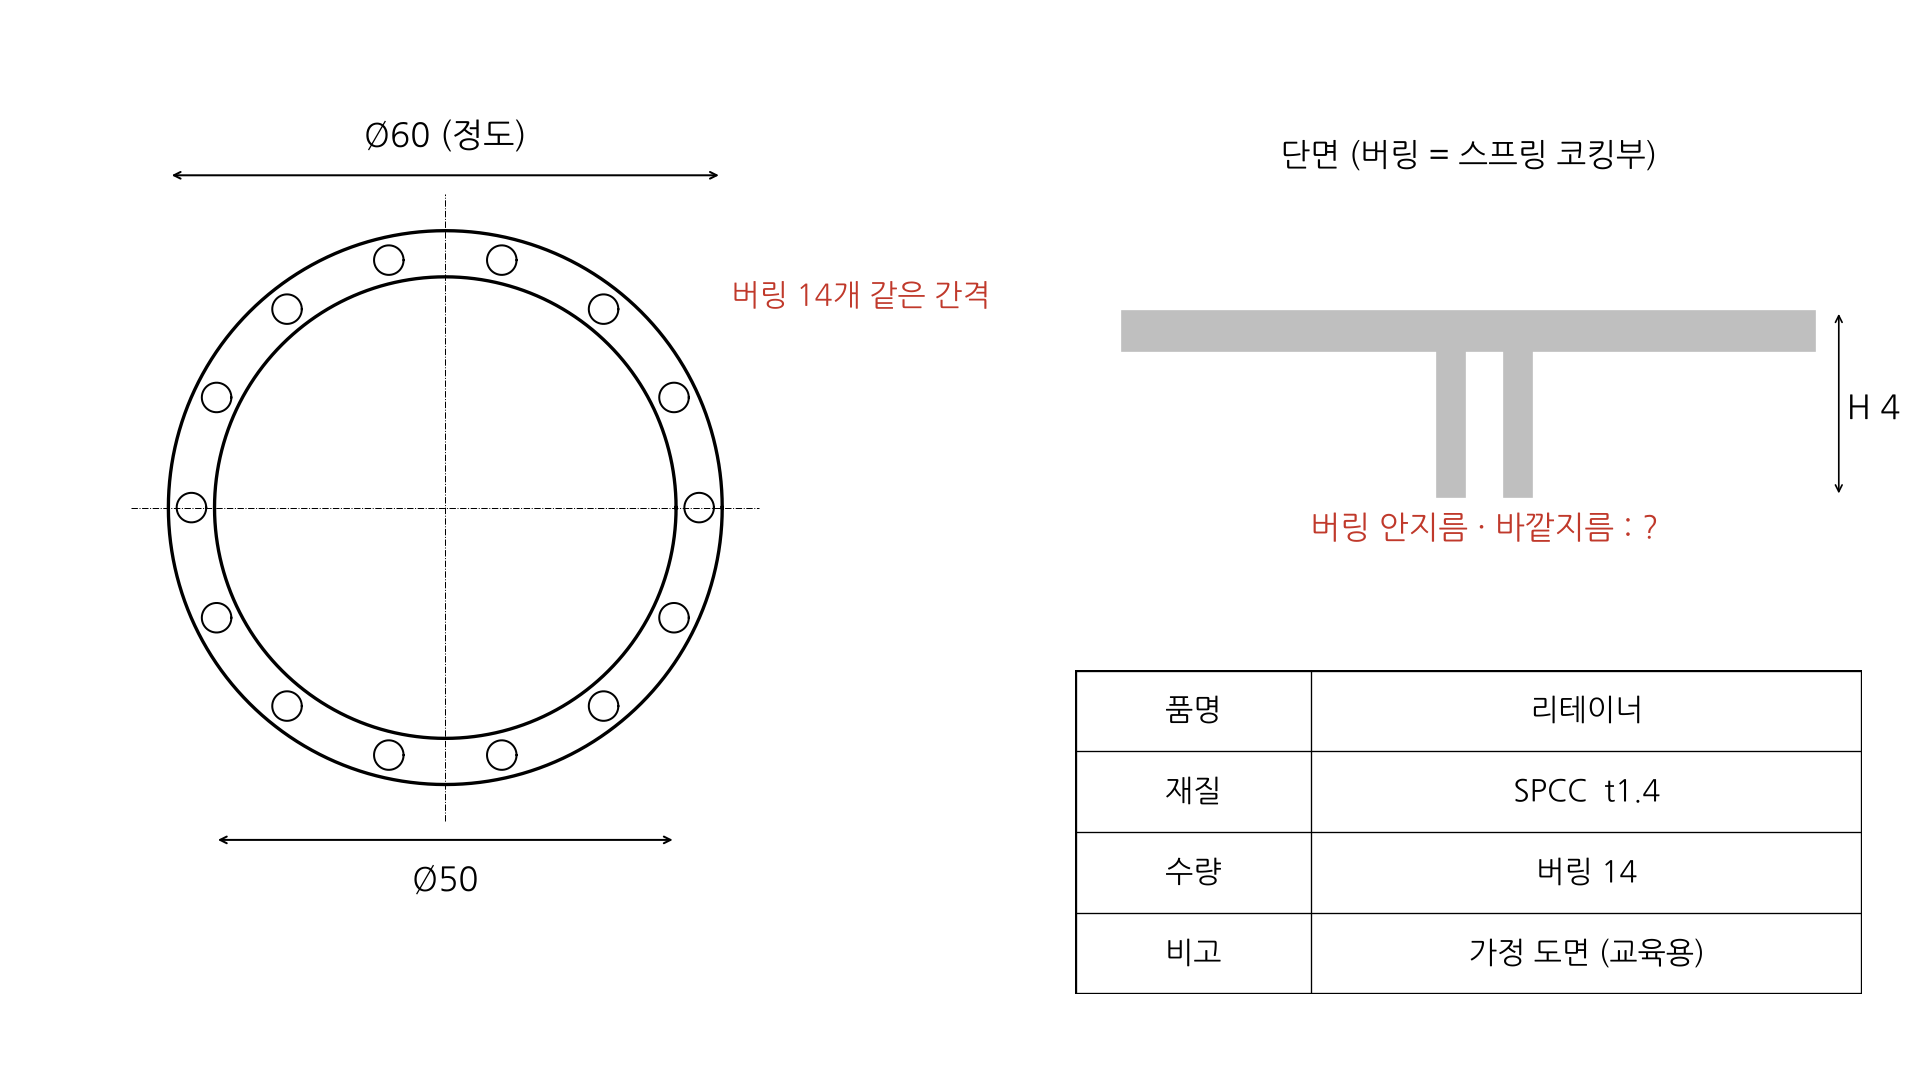 Ø60 (정도)
버링 14개 같은 간격
Ø50
단면 (버링 = 스프링 코킹부)
H 4
버링 안지름 · 바깥지름 : ?
품명 리테이너
재질 SPCC t1.4
수량 버링 14
비고 가정 도면 (교육용)